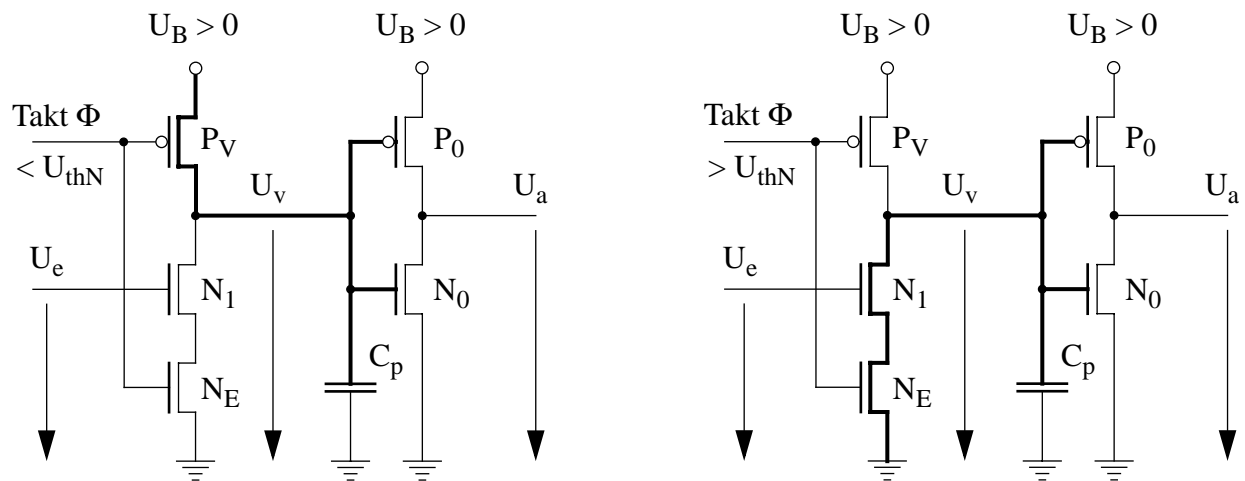 U_B > 0
U_B > 0
Takt Φ
< U_thN
P_V
P_0
U_v
U_a
U_e
N_1
N_0
C_p
N_E
U_B > 0
U_B > 0
Takt Φ
> U_thN
P_V
P_0
U_v
U_a
U_e
N_1
N_0
C_p
N_E